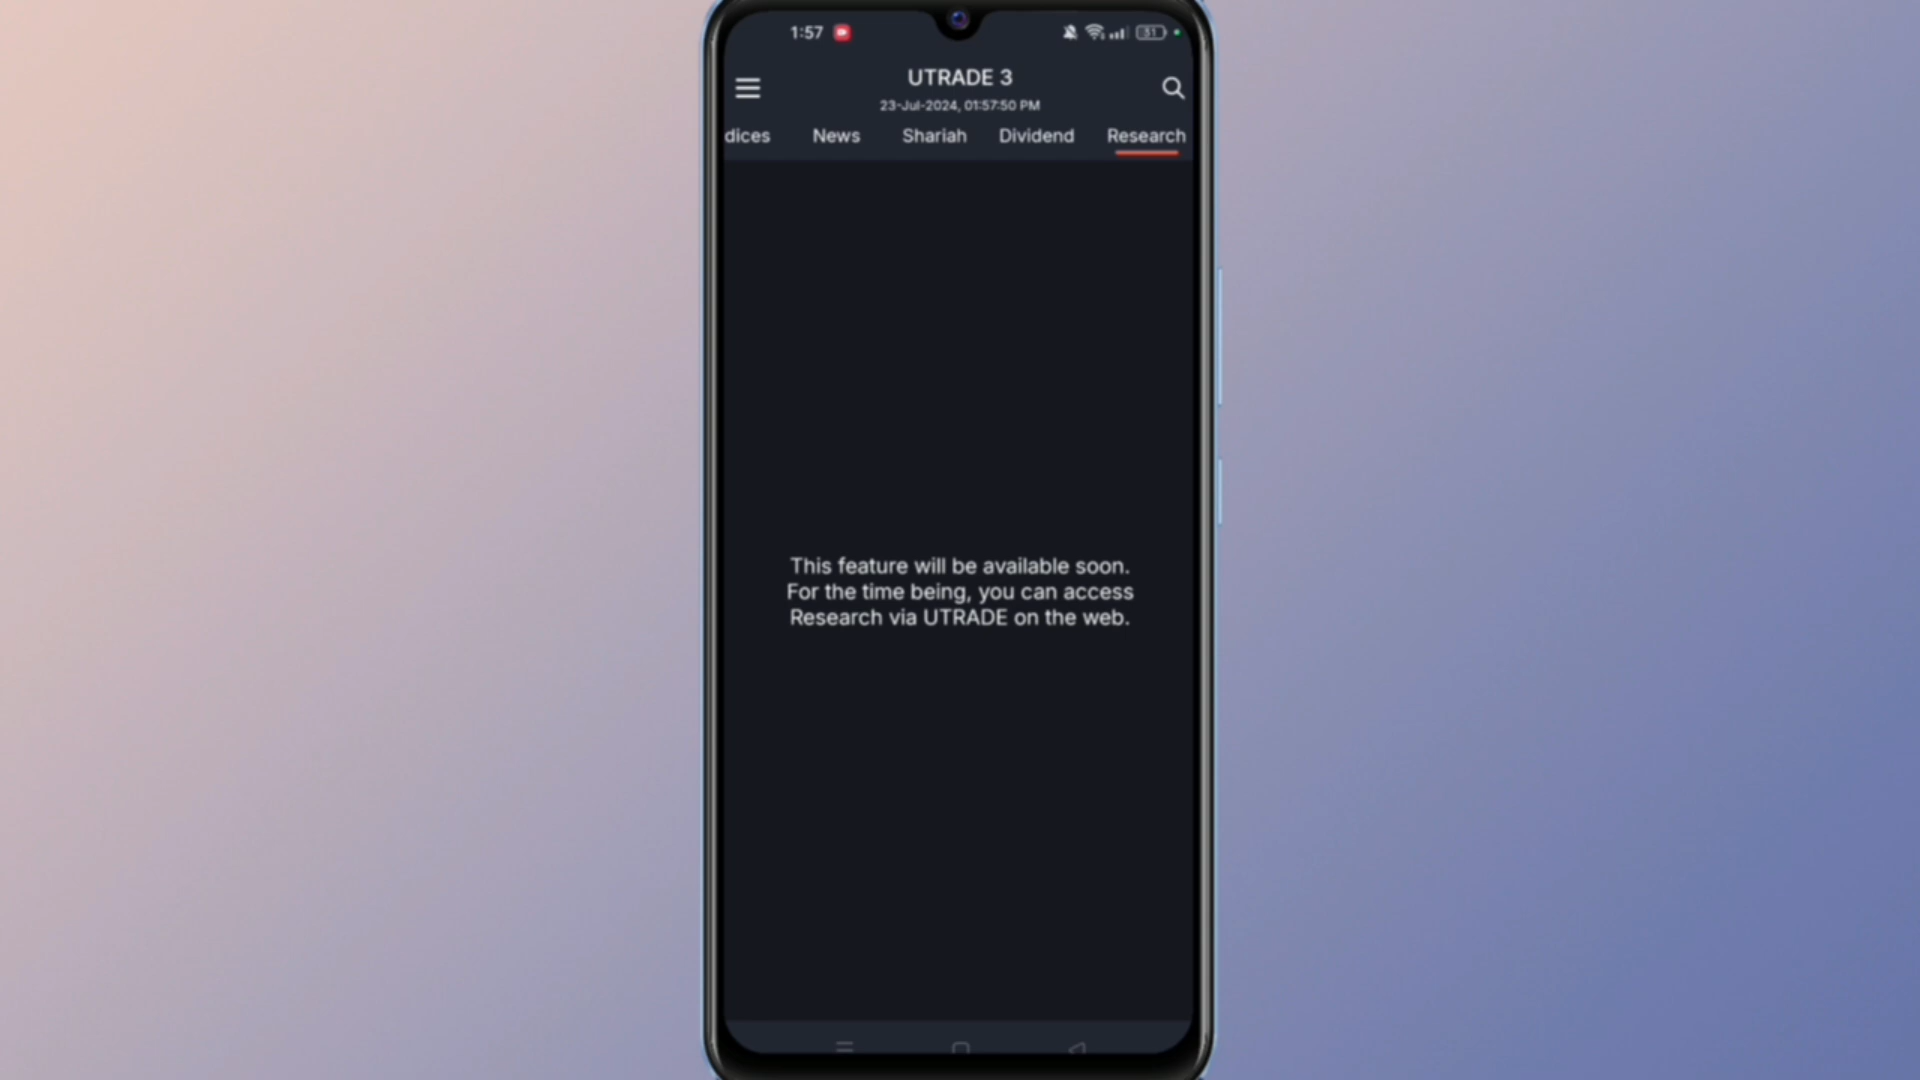 1:57
51
UTRADE 3
23-Jul-2024, 01:57:50 PM
dices News Shariah Dividend Research
This feature will be available soon.
For the time being, you can access
Research via UTRADE on the web.